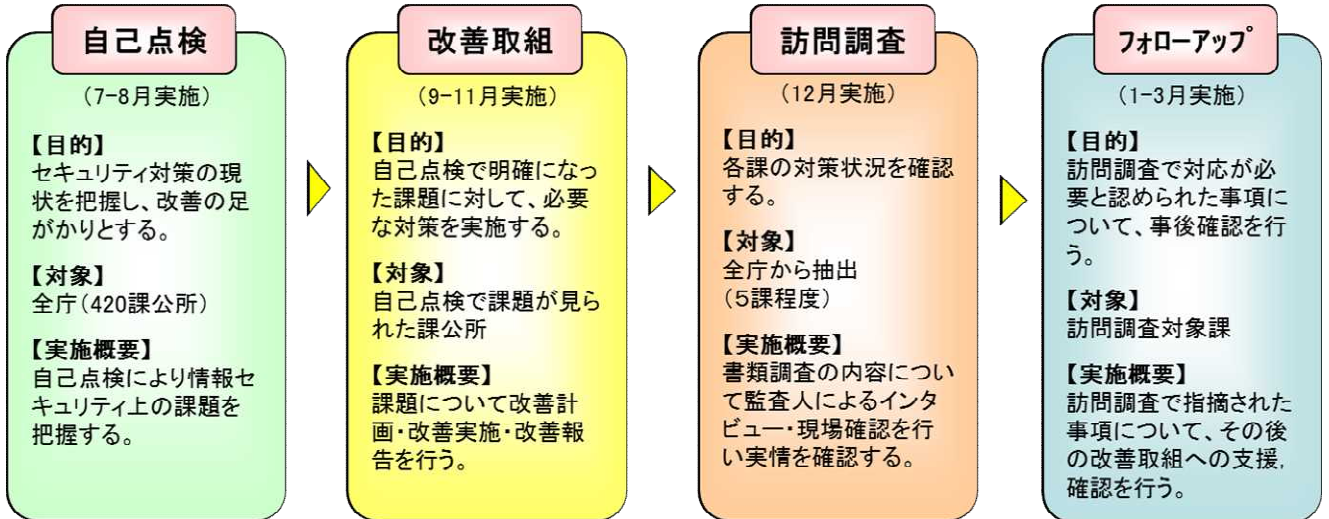 自己点検
(7-8月実施)
【目的】
セキュリティ対策の現
状を把握し、改善の足
がかりとする。
【対象】
全庁(420課公所)
【実施概要】
自己点検により情報セ
キュリティ上の課題を
把握する。
改善取組
(9-11月実施)
【目的】
自己点検で明確になっ
た課題に対して、必要
な対策を実施する。
【対象】
自己点検で課題が見ら
れた課公所
【実施概要】
課題について改善計
画・改善実施・改善報
告を行う。
訪問調査
(12月実施)
【目的】
各課の対策状況を確認
する。
【対象】
全庁から抽出
(5課程度)
【実施概要】
書類調査の内容につい
て監査人によるインタ
ビュー・現場確認を行
い実情を確認する。
フォローアップ
(1-3月実施)
【目的】
訪問調査で対応が必
要と認められた事項に
ついて、事後確認を行
う。
【対象】
訪問調査対象課
【実施概要】
訪問調査で指摘された
事項について、その後
の改善取組への支援,
確認を行う。